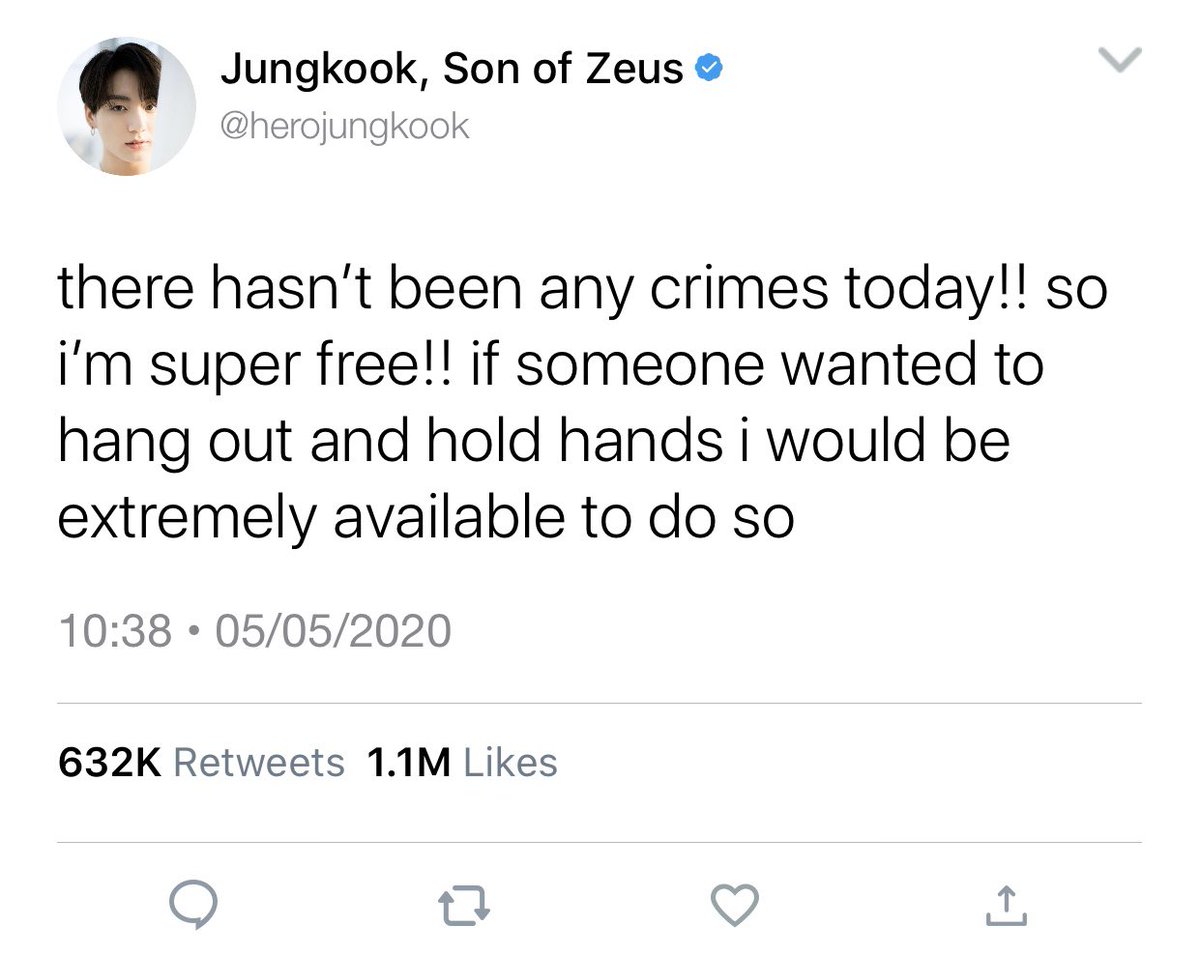 Jungkook, Son of Zeus
@herojungkook
there hasn’t been any crimes today!! so
i’m super free!! if someone wanted to
hang out and hold hands i would be
extremely available to do so
10:38 • 05/05/2020
632K Retweets 1.1M Likes